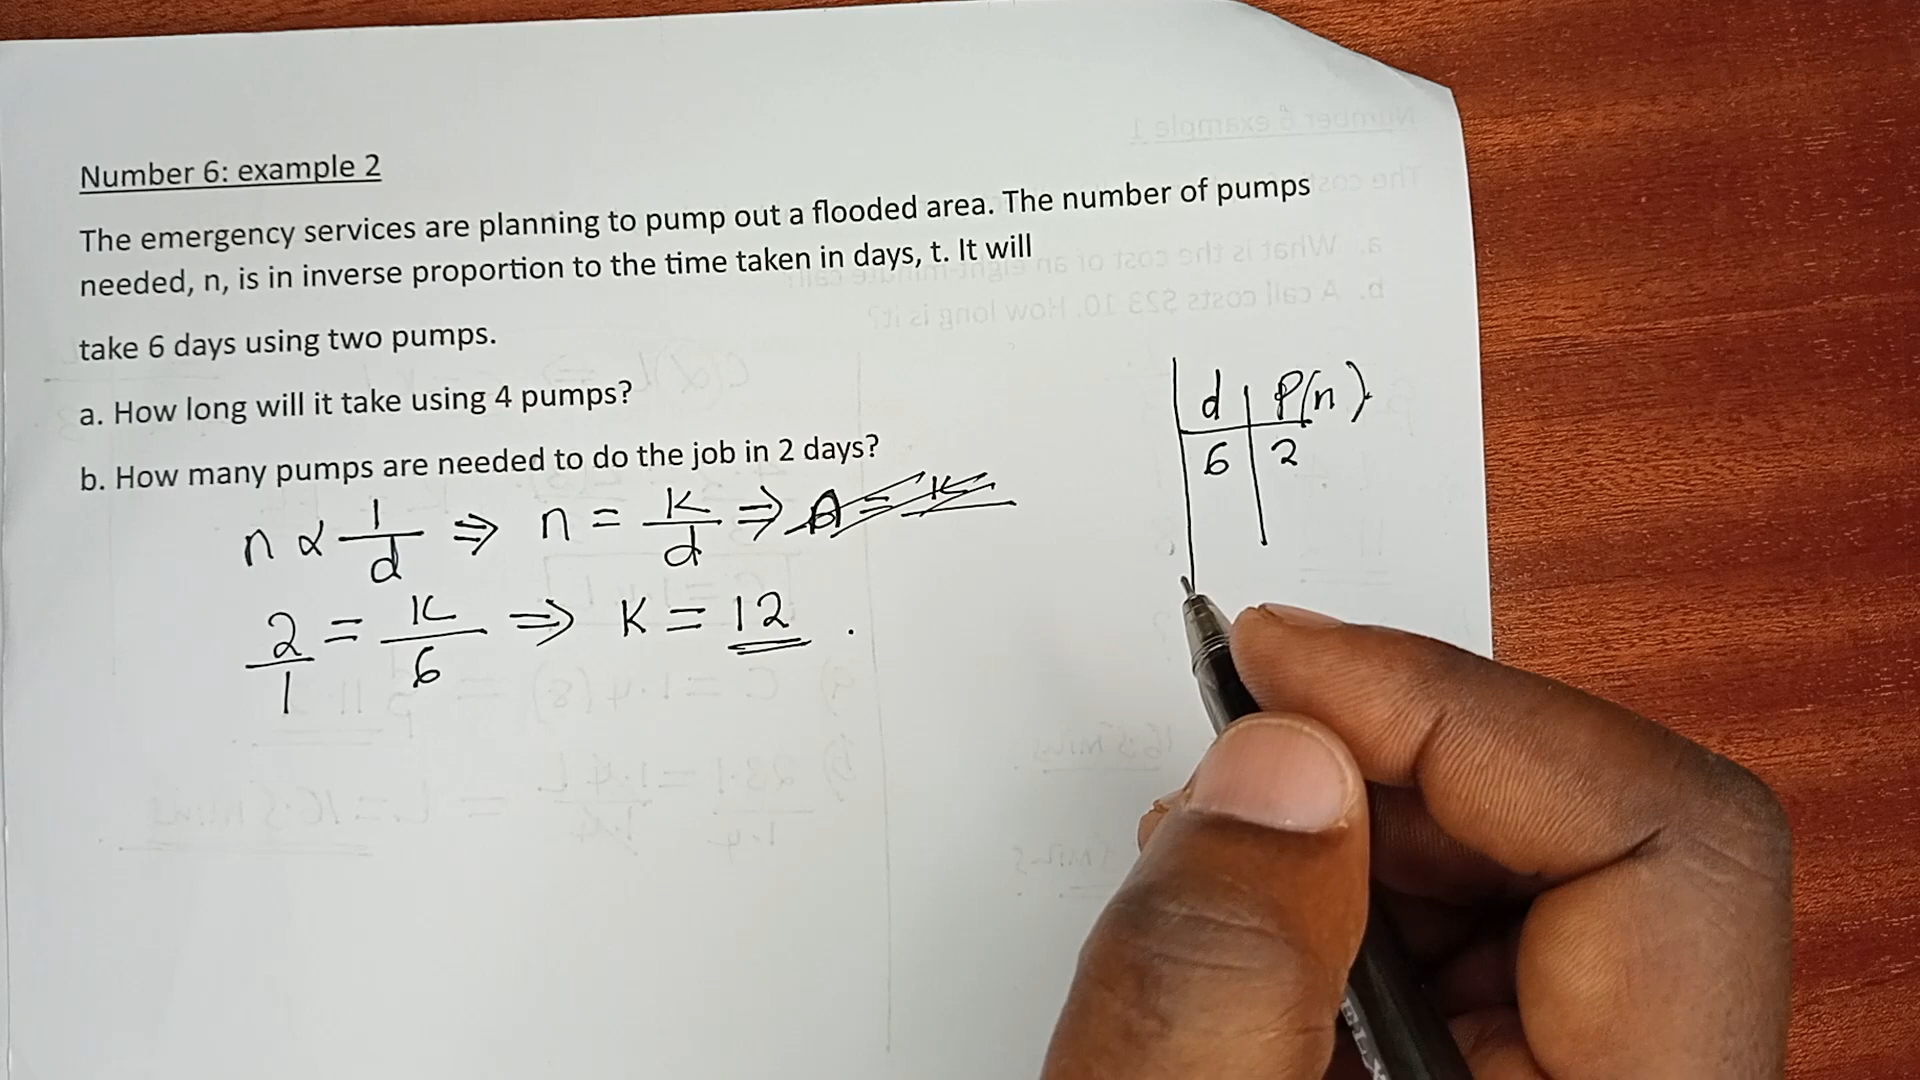 Number 6: example 2
The emergency services are planning to pump out a flooded area. The number of pumps
needed, n, is in inverse proportion to the time taken in days, t. It will
take 6 days using two pumps.
a. How long will it take using 4 pumps?
b. How many pumps are needed to do the job in 2 days?
n ∝ 1/d ⇒ n = K/d ⇒
2/1 = K/6 ⇒ K = 12 .
d | P(n)
6 | 2